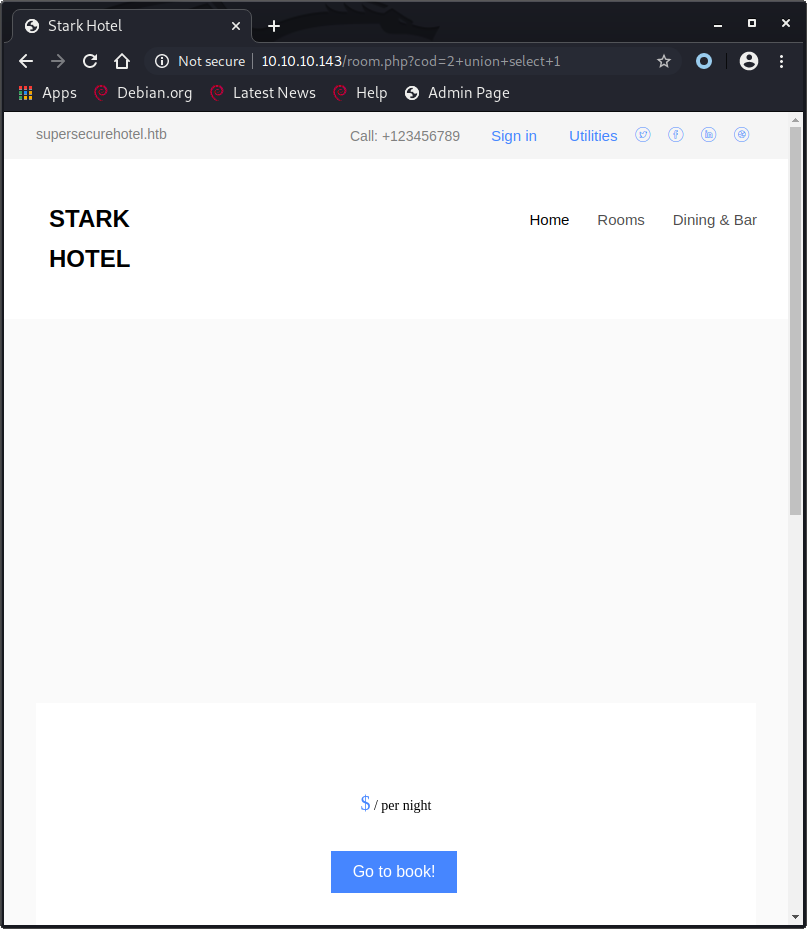 Stark Hotel
Not secure 10.10.10.143/room.php?cod=2+union+select+1
Apps Debian.org Latest News Help Admin Page
supersecurehotel.htb Call: +123456789 Sign in Utilities
STARK
HOTEL
Home Rooms Dining & Bar
$ / per night
Go to book!